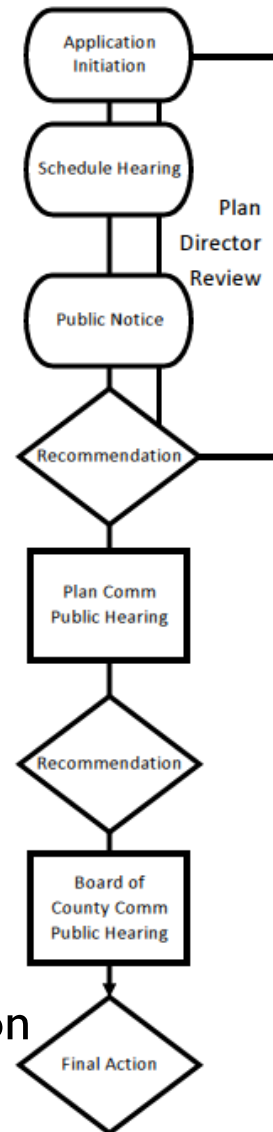 Application
Initiation
Schedule Hearing
Plan
Director
Review
Public Notice
Recommendation
Plan Comm
Public Hearing
Recommendation
Board of
County Comm
Public Hearing
on
Final Action